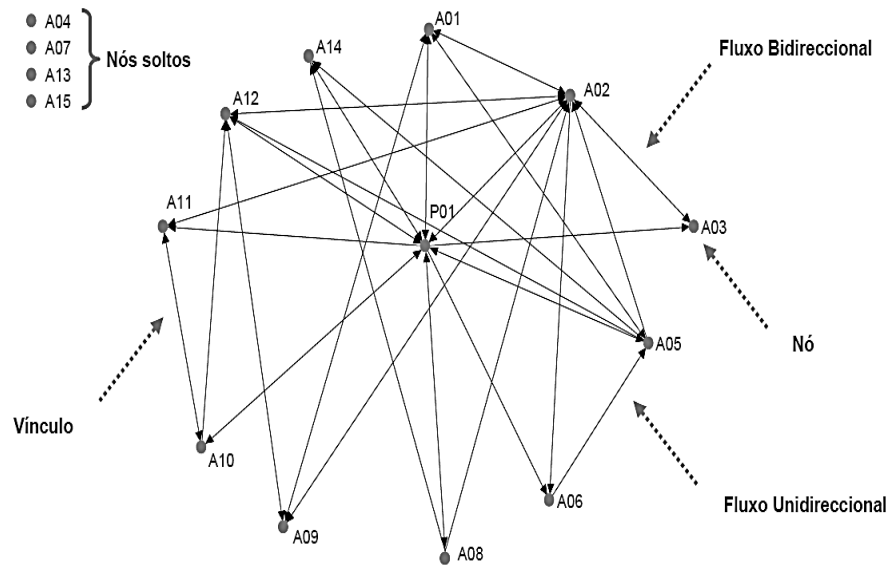 A04
A07
A13
A15
Nós soltos
A01
A14
Fluxo Bidireccional
A02
A12
A11
P01
A03
A05
Nó
Vínculo
A10
A06
Fluxo Unidireccional
A09
A08